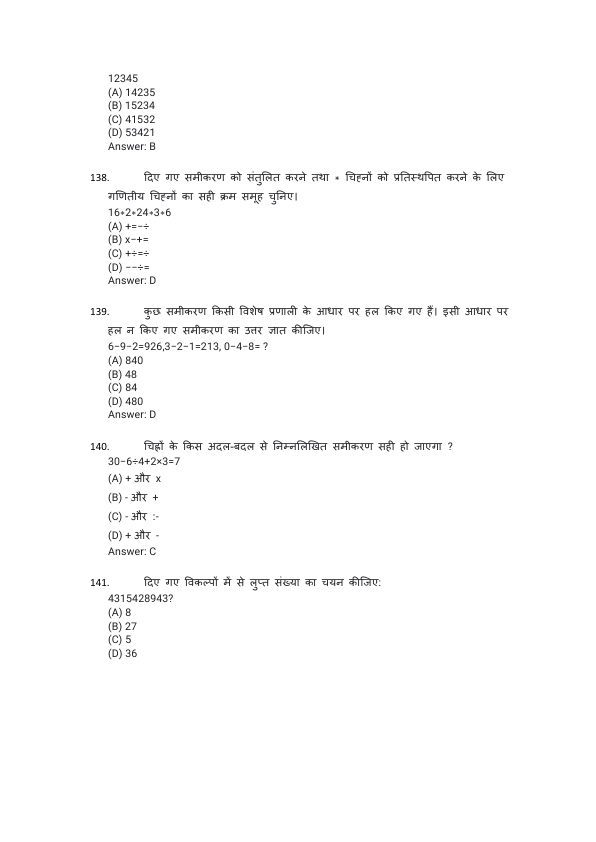 12345
(A) 14235
(B) 15234
(C) 41532
(D) 53421
Answer: B
138. दिए गए समीकरण को संतुलित करने तथा * चिह्नों को प्रतिस्थपित करने के लिए
गणितीय चिह्नों का सही क्रम समूह चुनिए।
16*2*24*3*6
(A) +=−÷
(B) x−+=
(C) +÷=÷
(D) −−÷=
Answer: D
139. कुछ समीकरण किसी विशेष प्रणाली के आधार पर हल किए गए हैं। इसी आधार पर
हल न किए गए समीकरण का उत्तर ज्ञात कीजिए।
6−9−2=926,3−2−1=213, 0−4−8= ?
(A) 840
(B) 48
(C) 84
(D) 480
Answer: D
140. चिह्नों के किस अदल-बदल से निम्नलिखित समीकरण सही हो जाएगा ?
30−6÷4+2×3=7
(A) + और x
(B) - और +
(C) - और :-
(D) + और -
Answer: C
141. दिए गए विकल्पों में से लुप्त संख्या का चयन कीजिए:
4315428943?
(A) 8
(B) 27
(C) 5
(D) 36